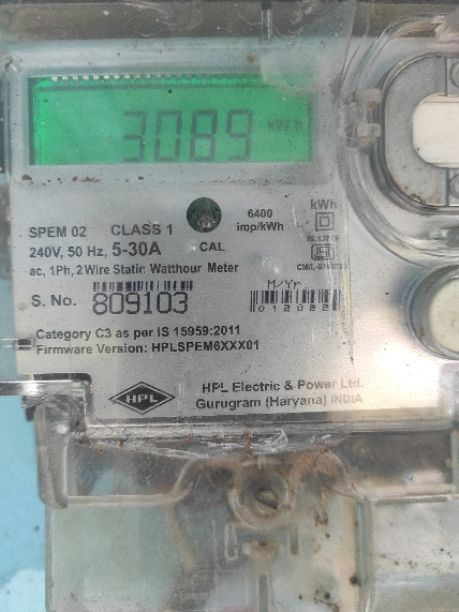 3089 kWh
kWh
SPEM 02 CLASS 1 6400
240V, 50 Hz, 5-30A CAL imp/kWh
ac, 1Ph, 2Wire Static Watthour Meter
M/Yr
S. No. 809103
Category C3 as per IS 15959:2011
Firmware Version: HPLSPEM6XXX01
HPL
HPL Electric & Power Ltd.
Gurugram (Haryana) INDIA